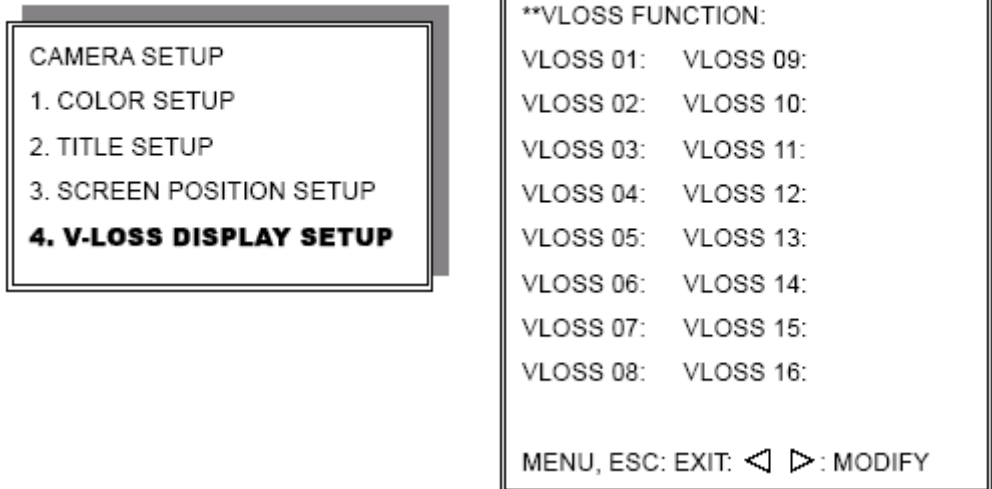 CAMERA SETUP
1. COLOR SETUP
2. TITLE SETUP
3. SCREEN POSITION SETUP
4. V-LOSS DISPLAY SETUP
**VLOSS FUNCTION:
VLOSS 01: VLOSS 09:
VLOSS 02: VLOSS 10:
VLOSS 03: VLOSS 11:
VLOSS 04: VLOSS 12:
VLOSS 05: VLOSS 13:
VLOSS 06: VLOSS 14:
VLOSS 07: VLOSS 15:
VLOSS 08: VLOSS 16:
MENU, ESC: EXIT: ◁ ▷: MODIFY